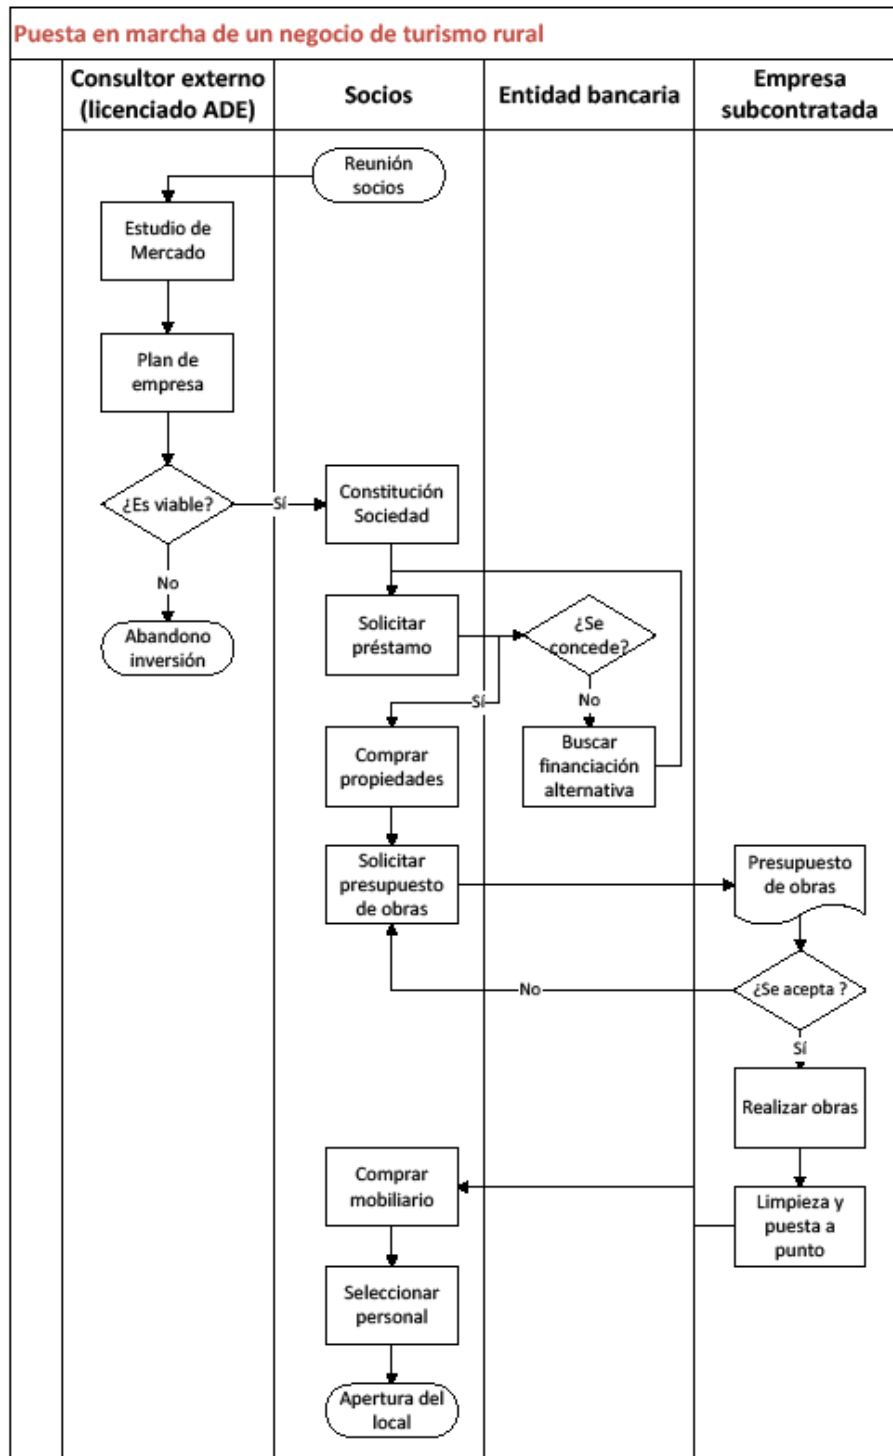 Puesta en marcha de un negocio de turismo rural
Consultor externo
(licenciado ADE)
Socios
Entidad bancaria
Empresa
subcontratada
Reunión
socios
Estudio de
Mercado
Plan de
empresa
¿Es viable?
Sí
Constitución
Sociedad
No
Abandono
inversión
Solicitar
préstamo
¿Se
concede?
Sí
No
Comprar
propiedades
Buscar
financiación
alternativa
Solicitar
presupuesto
de obras
Presupuesto
de obras
¿Se acepta ?
No
Sí
Realizar obras
Comprar
mobiliario
Limpieza y
puesta a
punto
Seleccionar
personal
Apertura del
local